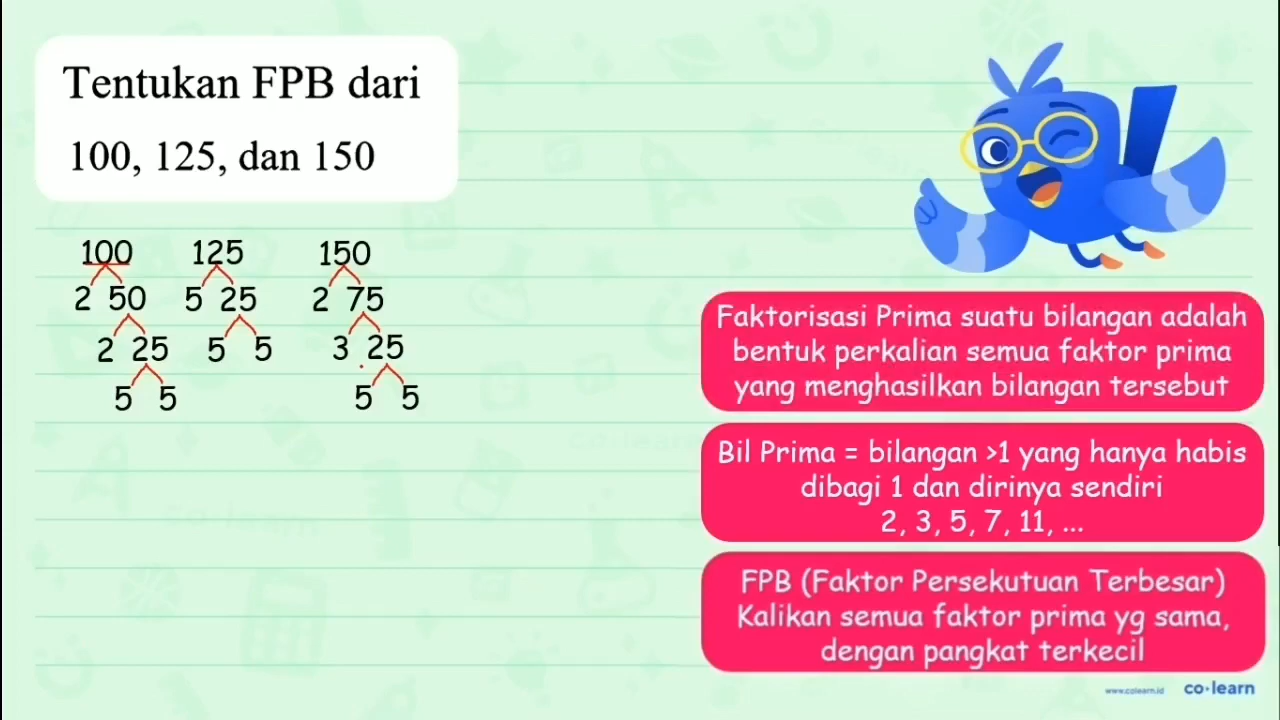 Tentukan FPB dari
100, 125, dan 150
100 125 150
2 50 5 25 2 75
2 25 5 5 3 25
5 5 5 5
Faktorisasi Prima suatu bilangan adalah
bentuk perkalian semua faktor prima
yang menghasilkan bilangan tersebut
Bil Prima = bilangan >1 yang hanya habis
dibagi 1 dan dirinya sendiri
2, 3, 5, 7, 11, ...
FPB (Faktor Persekutuan Terbesar)
Kalikan semua faktor prima yg sama,
dengan pangkat terkecil
www.colearn.id co·learn